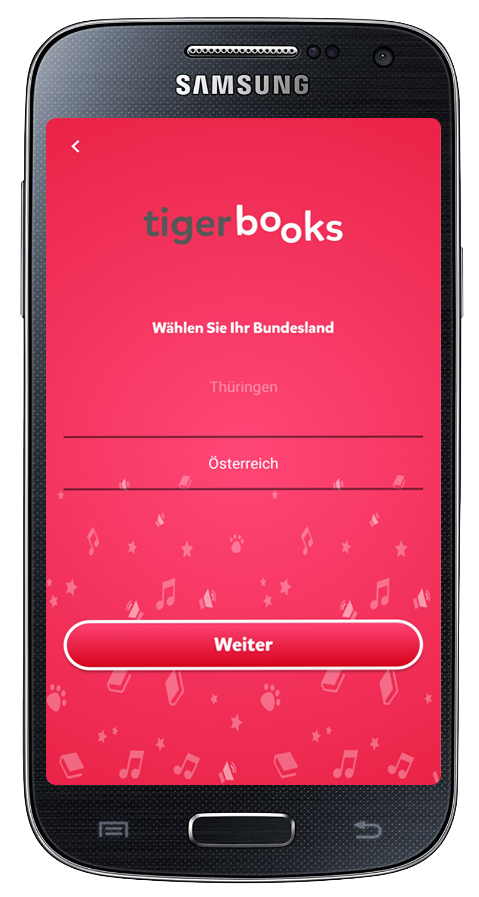 SAMSUNG
tigerbooks
Wählen Sie Ihr Bundesland
Thüringen
Österreich
Weiter